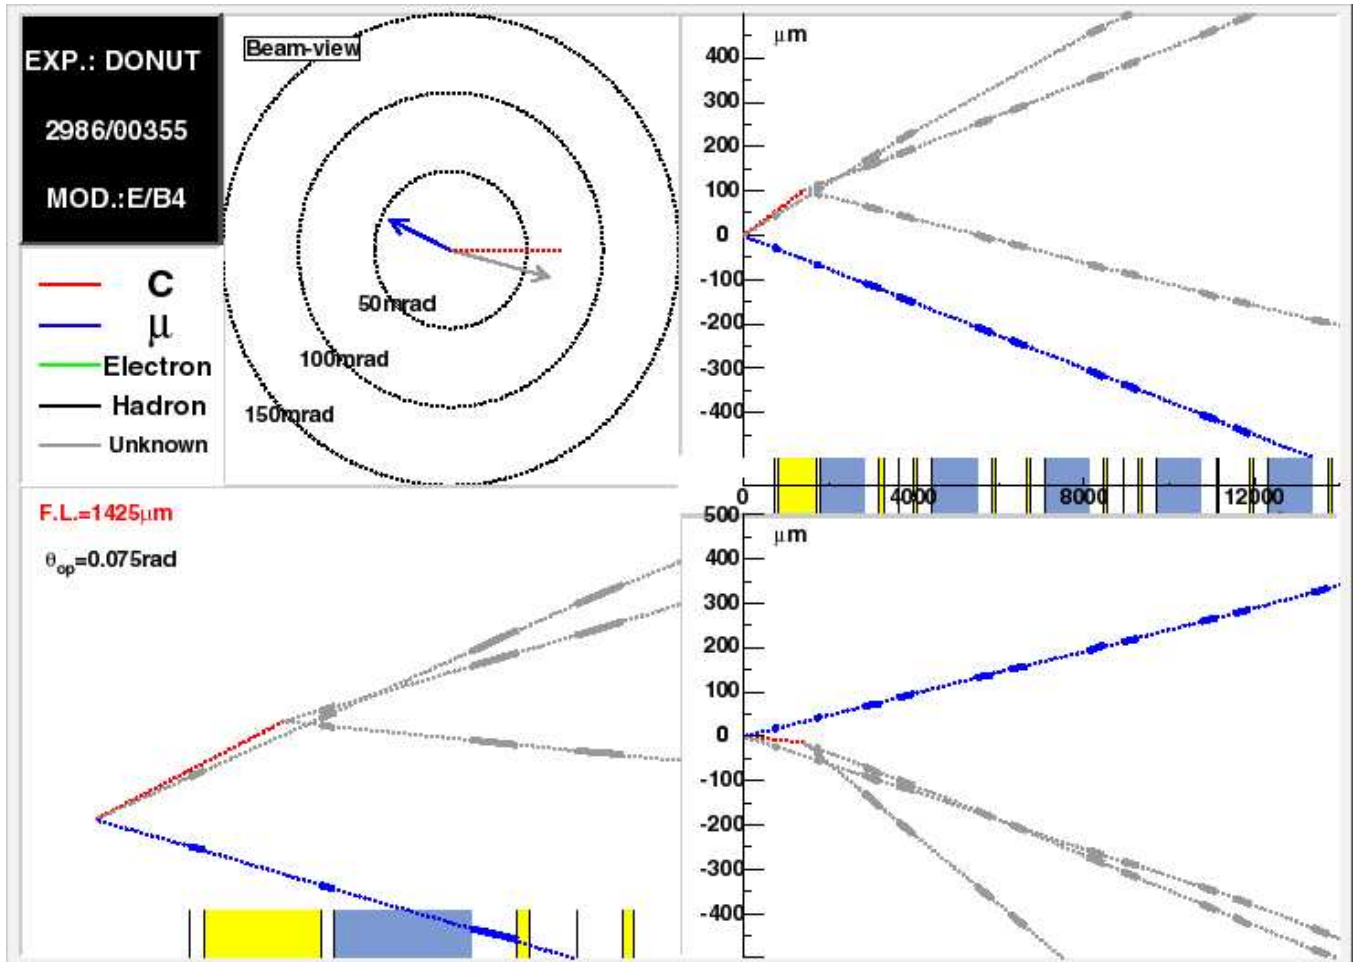 EXP.: DONUT
2986/00355
MOD.:E/B4
C
μ
Electron
Hadron
Unknown
Beam-view
50mrad
100mrad
150mrad
μm
400
300
200
100
0
-100
-200
-300
-400
0 4000 8000 12000
F.L.=1425μm
θop=0.075rad
500
μm
400
300
200
100
0
-100
-200
-300
-400